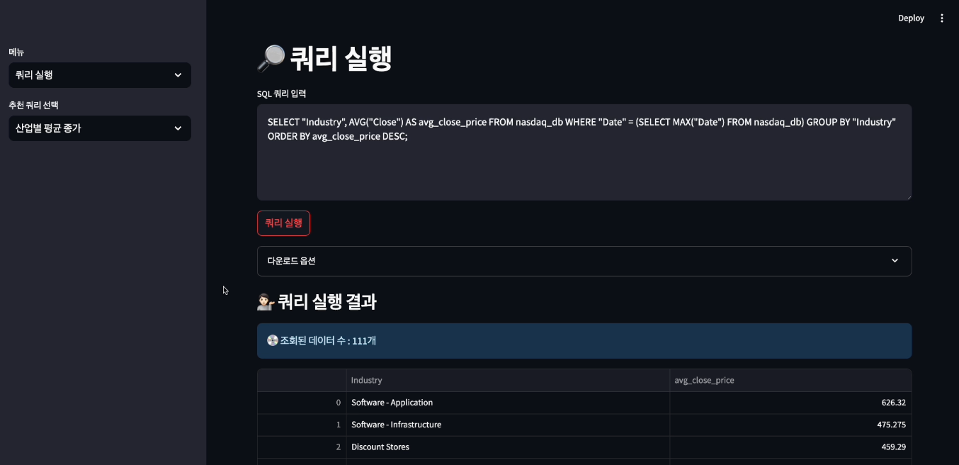 Deploy
메뉴
쿼리 실행
추천 쿼리 선택
산업별 평균 종가
쿼리 실행
SQL 쿼리 입력
SELECT "Industry", AVG("Close") AS avg_close_price FROM nasdaq_db WHERE "Date" = (SELECT MAX("Date") FROM nasdaq_db) GROUP BY "Industry"
ORDER BY avg_close_price DESC;
쿼리 실행
다운로드 옵션
쿼리 실행 결과
조회된 데이터 수 : 111개
Industry avg_close_price
0 Software - Application 626.32
1 Software - Infrastructure 475.275
2 Discount Stores 459.29